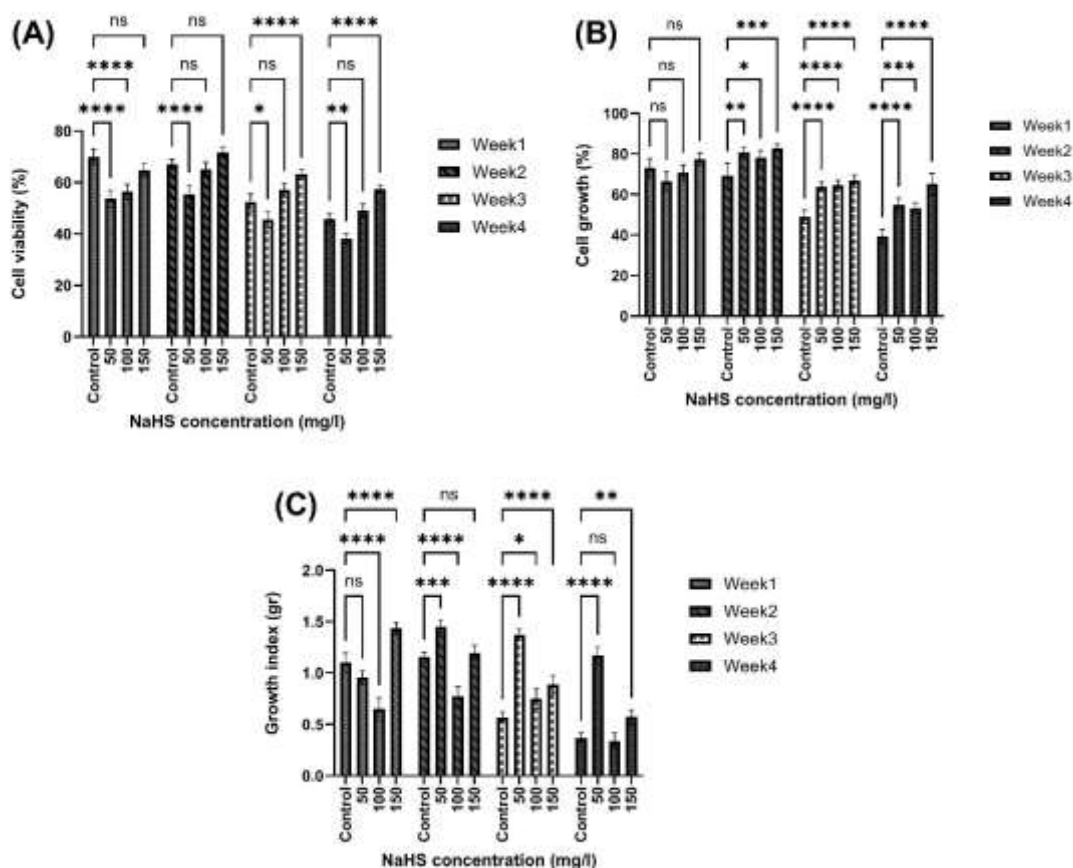 (A)
ns
ns
****
****
****
ns
ns
ns
****
****
*
**
Cell viability (%)
80
60
40
20
0
Control
50
100
150
Control
50
100
150
Control
50
100
150
Control
50
100
150
NaHS concentration (mg/l)
Week1
Week2
Week3
Week4
(B)
ns
***
****
****
ns
*
****
***
ns
**
****
****
Cell growth (%)
100
80
60
40
20
0
Control
50
100
150
Control
50
100
150
Control
50
100
150
Control
50
100
150
NaHS concentration (mg/l)
Week1
Week2
Week3
Week4
(C)
****
ns
****
**
****
****
*
ns
ns
***
****
****
Growth index (gr)
2.0
1.5
1.0
0.5
0.0
Control
50
100
150
Control
50
100
150
Control
50
100
150
Control
50
100
150
NaHS concentration (mg/l)
Week1
Week2
Week3
Week4